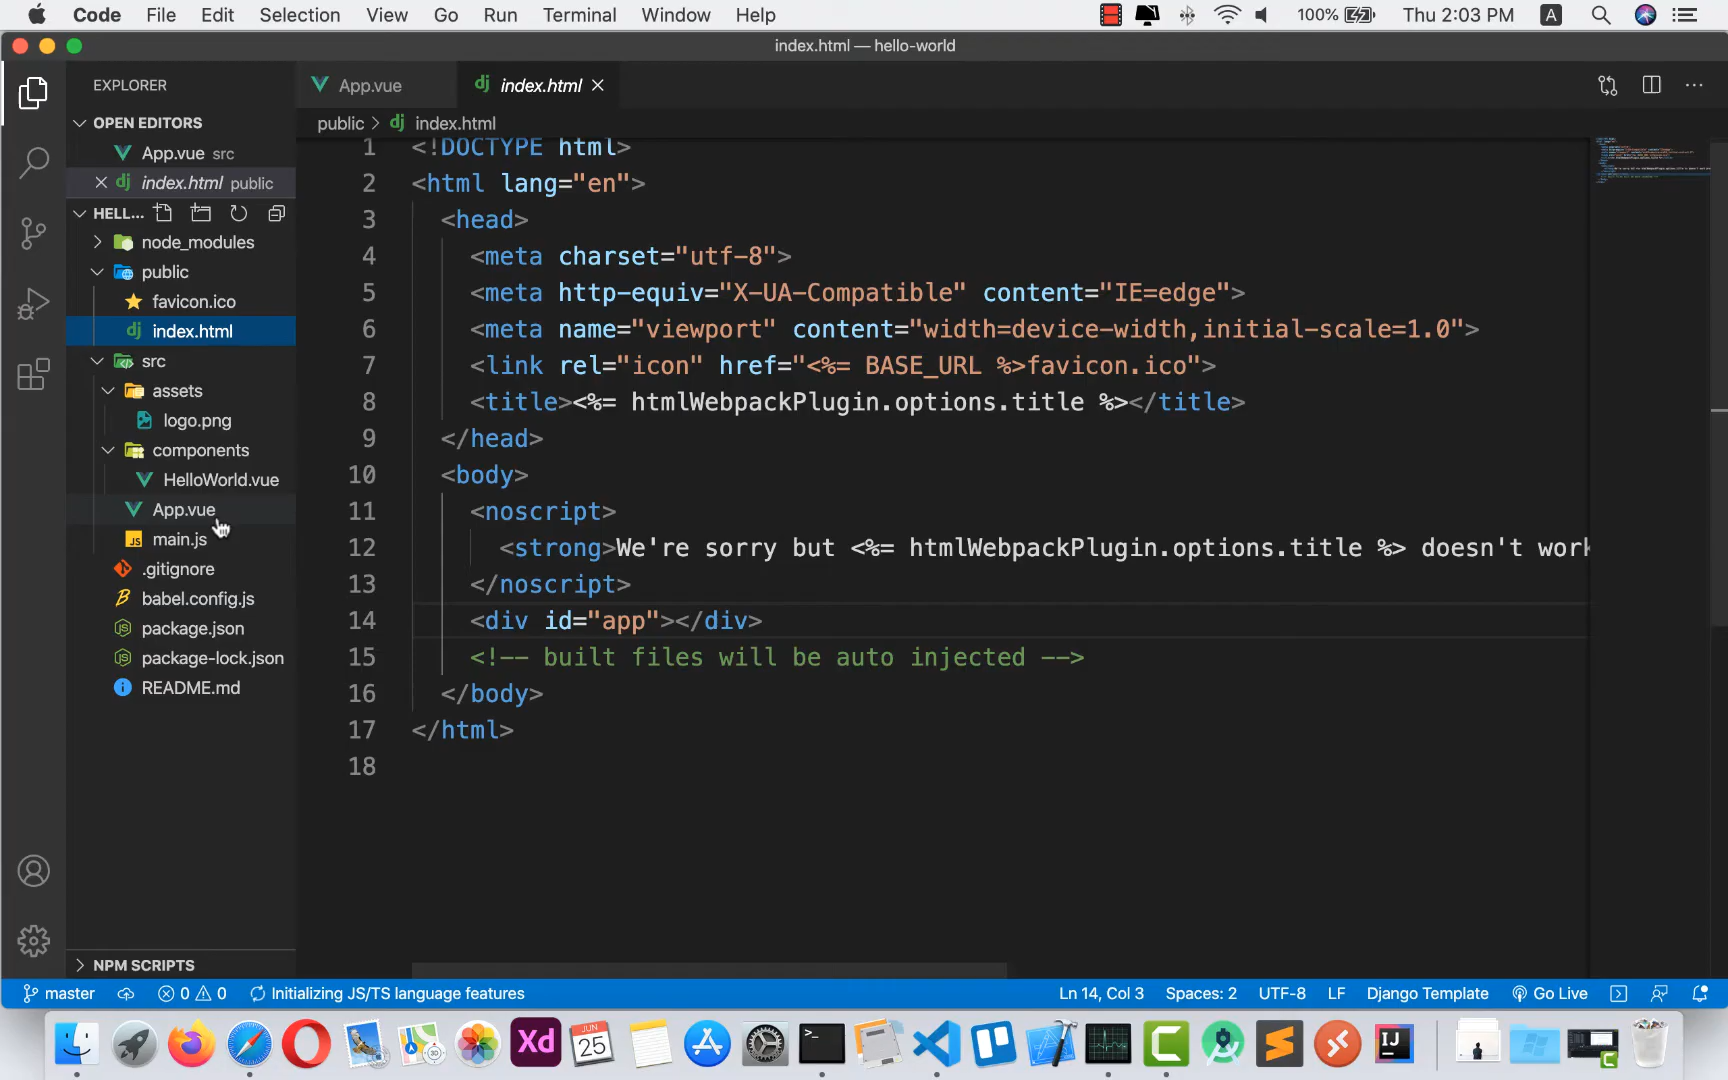 Code File Edit Selection View Go Run Terminal Window Help 100% Thu 2:03 PM A
index.html — hello-world
EXPLORER
OPEN EDITORS
App.vue src
index.html public
HELL...
node_modules
public
favicon.ico
index.html
src
assets
logo.png
components
HelloWorld.vue
App.vue
main.js
.gitignore
babel.config.js
package.json
package-lock.json
README.md
NPM SCRIPTS
App.vue index.html
public > index.html
1 <!DOCTYPE html>
2 <html lang="en">
3 <head>
4 <meta charset="utf-8">
5 <meta http-equiv="X-UA-Compatible" content="IE=edge">
6 <meta name="viewport" content="width=device-width,initial-scale=1.0">
7 <link rel="icon" href="<%= BASE_URL %>favicon.ico">
8 <title><%= htmlWebpackPlugin.options.title %></title>
9 </head>
10 <body>
11 <noscript>
12 <strong>We're sorry but <%= htmlWebpackPlugin.options.title %> doesn't work
13 </noscript>
14 <div id="app"></div>
15 <!-- built files will be auto injected -->
16 </body>
17 </html>
18
master 0 0 Initializing JS/TS language features Ln 14, Col 3 Spaces: 2 UTF-8 LF Django Template Go Live
Xd JUN 25 IJ